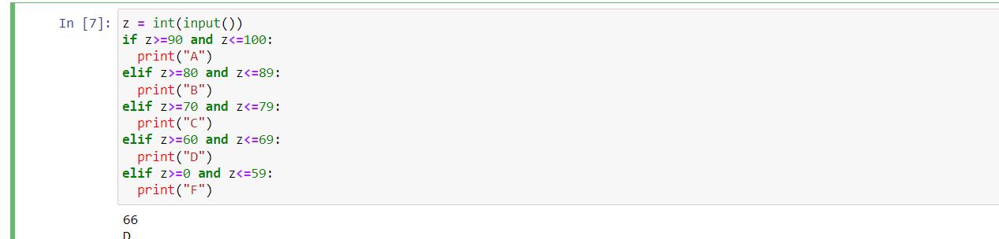 In [7]: z = int(input())
if z>=90 and z<=100:
  print("A")
elif z>=80 and z<=89:
  print("B")
elif z>=70 and z<=79:
  print("C")
elif z>=60 and z<=69:
  print("D")
elif z>=0 and z<=59:
  print("F")
66
D